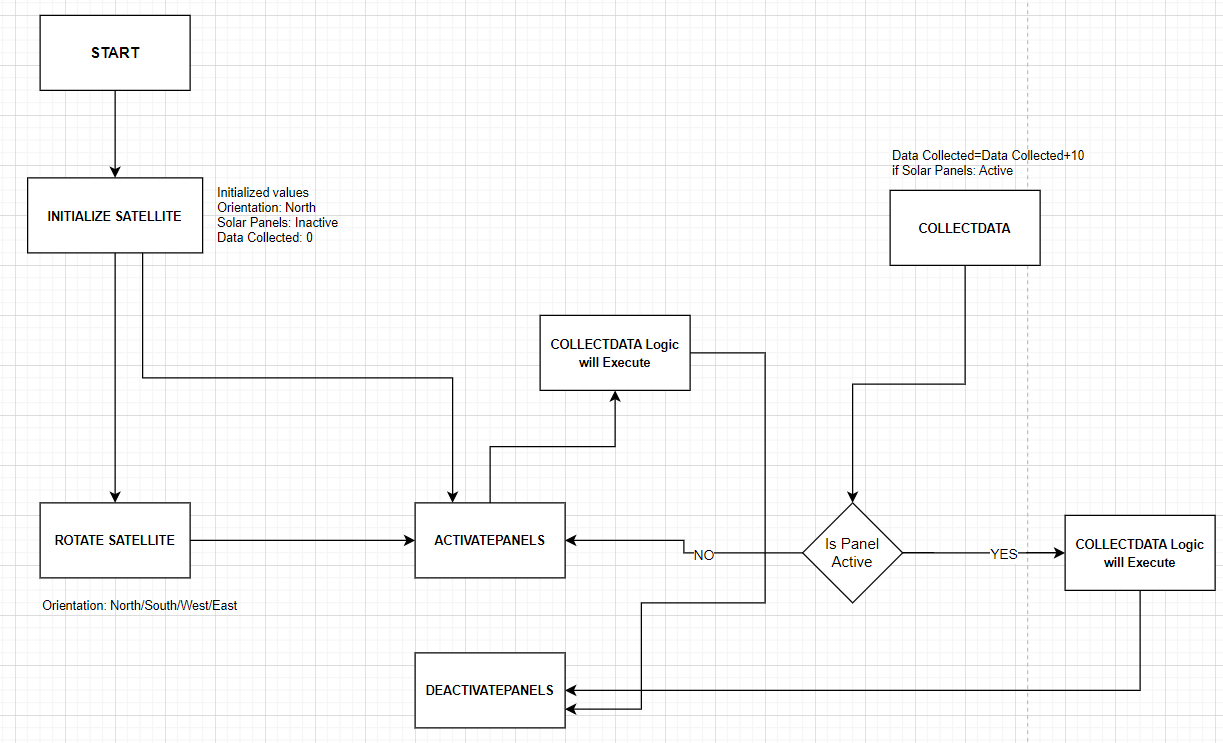 START
Data Collected=Data Collected+10
if Solar Panels: Active
INITIALIZE SATELLITE
Initialized values
Orientation: North
Solar Panels: Inactive
Data Collected: 0
COLLECTDATA
COLLECTDATA Logic
will Execute
ROTATE SATELLITE
ACTIVATEPANELS
NO
Is Panel
Active
YES
COLLECTDATA Logic
will Execute
Orientation: North/South/West/East
DEACTIVATEPANELS